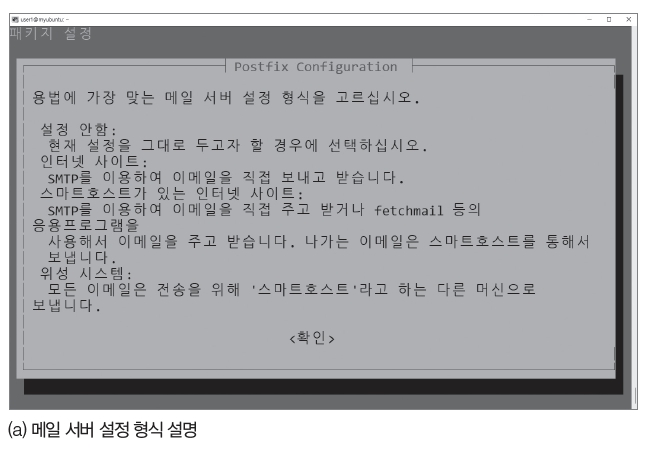 user1@myubuntu: ~
패키지 설정
Postfix Configuration
용법에 가장 맞는 메일 서버 설정 형식을 고르십시오.
설정 안함:
현재 설정을 그대로 두고자 할 경우에 선택하십시오.
인터넷 사이트:
SMTP를 이용하여 이메일을 직접 보내고 받습니다.
스마트호스트가 있는 인터넷 사이트:
SMTP를 이용하여 이메일을 직접 주고 받거나 fetchmail 등의
응용프로그램을
사용해서 이메일을 주고 받습니다. 나가는 이메일은 스마트호스트를 통해서
보냅니다.
위성 시스템:
모든 이메일은 전송을 위해 '스마트호스트'라고 하는 다른 머신으로
보냅니다.
<확인>
(a) 메일 서버 설정 형식 설명